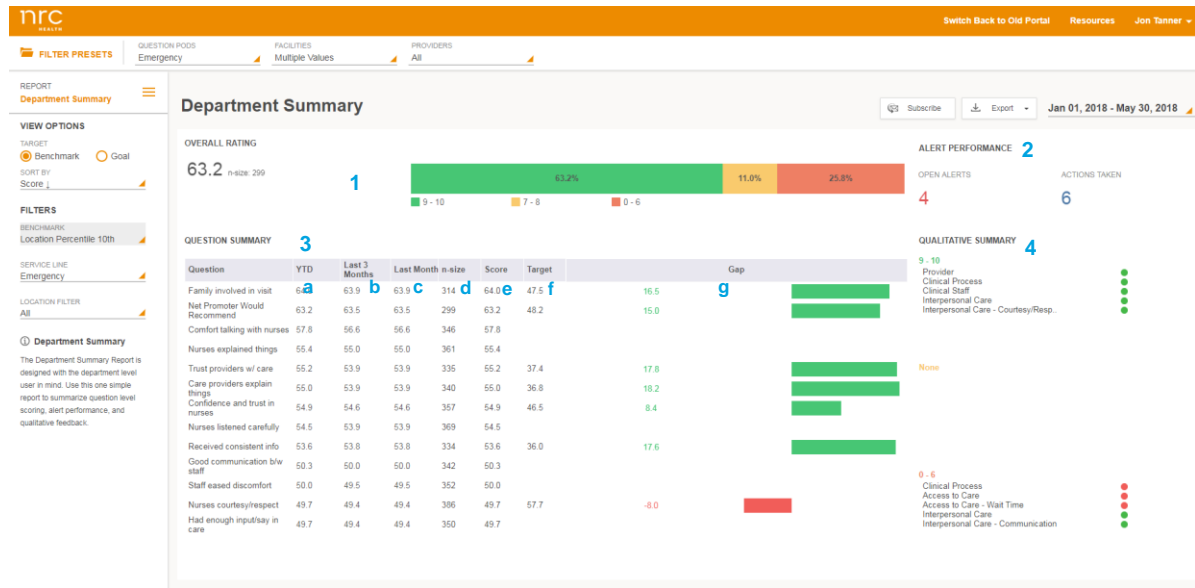 nrc
HEALTH
Switch Back to Old Portal Resources Jon Tanner
FILTER PRESETS
QUESTION PODS
Emergency
FACILITIES
Multiple Values
PROVIDERS
All
REPORT
Department Summary
VIEW OPTIONS
TARGET
Benchmark Goal
SORT BY
Score ↓
FILTERS
BENCHMARK
Location Percentile 10th
SERVICE LINE
Emergency
LOCATION FILTER
All
Department Summary
The Department Summary Report is
designed with the department level
user in mind. Use this one simple
report to summarize question level
scoring, alert performance, and
qualitative feedback.
Department Summary
Subscribe Export Jan 01, 2018 - May 30, 2018
OVERALL RATING
63.2 n-size: 299
1
63.2% 11.0% 25.8%
9 - 10 7 - 8 0 - 6
ALERT PERFORMANCE 2
OPEN ALERTS ACTIONS TAKEN
4 6
QUESTION SUMMARY 3
Question YTD Last 3 Months Last Month n-size Score Target Gap
a b c d e f g
Family involved in visit 63.9 63.9 314 64.0 47.5 16.5
Net Promoter Would Recommend 63.2 63.5 63.5 299 63.2 48.2 15.0
Comfort talking with nurses 57.8 56.6 56.6 346 57.8
Nurses explained things 55.4 55.0 55.0 361 55.4
Trust providers w/ care 55.2 53.9 53.9 335 55.2 37.4 17.8
Care providers explain things 55.0 53.9 53.9 340 55.0 36.8 18.2
Confidence and trust in nurses 54.9 54.6 54.6 357 54.9 46.5 8.4
Nurses listened carefully 54.5 53.9 53.9 369 54.5
Received consistent info 53.6 53.8 53.8 334 53.6 36.0 17.6
Good communication b/w staff 50.3 50.0 50.0 342 50.3
Staff eased discomfort 50.0 49.5 49.5 352 50.0
Nurses courtesy/respect 49.7 49.4 49.4 386 49.7 57.7 -8.0
Had enough input/say in care 49.7 49.4 49.4 350 49.7
QUALITATIVE SUMMARY 4
9 - 10
Provider
Clinical Process
Clinical Staff
Interpersonal Care
Interpersonal Care - Courtesy/Resp..
None
0 - 6
Clinical Process
Access to Care
Access to Care - Wait Time
Interpersonal Care
Interpersonal Care - Communication